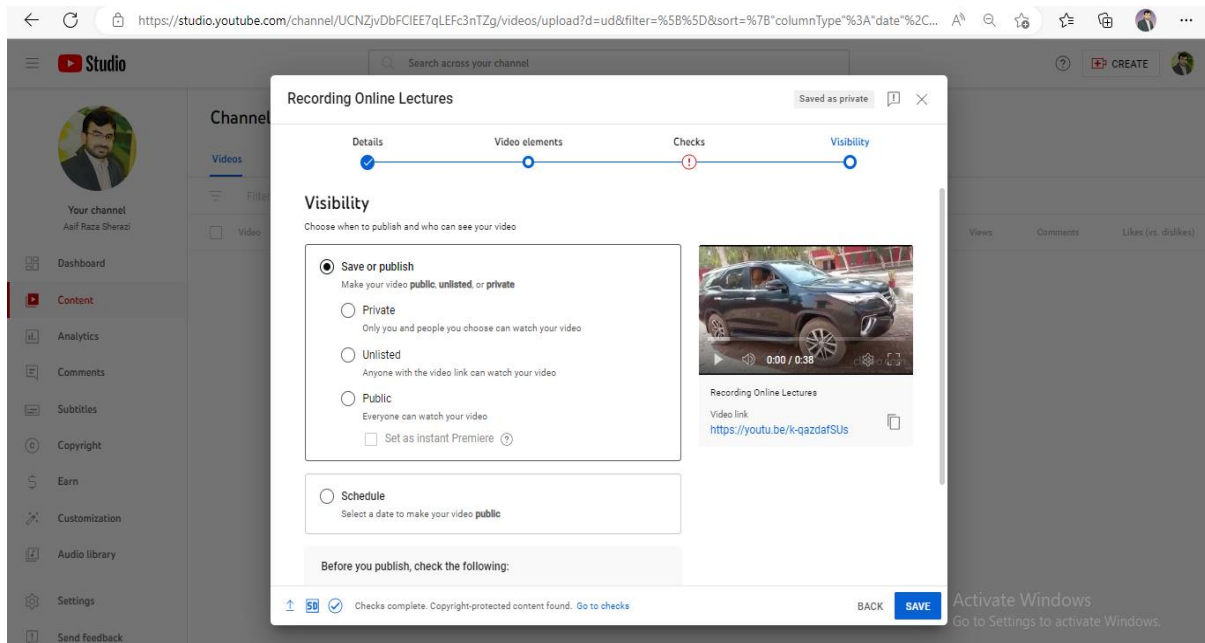 https://studio.youtube.com/channel/UCNZjvDbFCIEE7qLEFc3nTZg/videos/upload?d=ud&filter=%5B%5D&sort=%7B"columnType"%3A"date"%2C...
Studio
Search across your channel
CREATE
Recording Online Lectures
Saved as private
Details
Video elements
Checks
Visibility
Your channel
Asif Raza Sherazi
Dashboard
Content
Analytics
Comments
Subtitles
Copyright
Earn
Customization
Audio library
Settings
Send feedback
Channel
Videos
Filter
Video
Views
Comments
Likes (vs. dislikes)
Visibility
Choose when to publish and who can see your video
Save or publish
Make your video public, unlisted, or private
Private
Only you and people you choose can watch your video
Unlisted
Anyone with the video link can watch your video
Public
Everyone can watch your video
Set as instant Premiere
Schedule
Select a date to make your video public
Before you publish, check the following:
0:00 / 0:38
Recording Online Lectures
Video link
https://youtu.be/k-qazdafSUs
SD
Checks complete. Copyright-protected content found. Go to checks
BACK
SAVE
Activate Windows
Go to Settings to activate Windows.